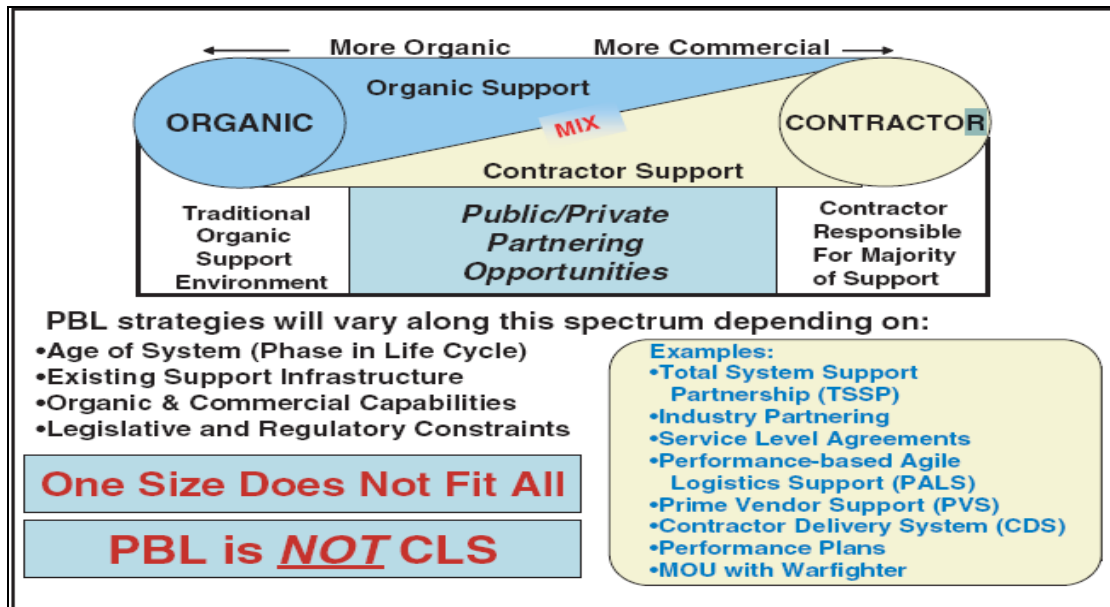 More Organic More Commercial
Organic Support
ORGANIC
MIX
CONTRACTOR
Contractor Support
Traditional
Organic
Support
Environment
Public/Private
Partnering
Opportunities
Contractor
Responsible
For Majority
of Support
PBL strategies will vary along this spectrum depending on:
•Age of System (Phase in Life Cycle)
•Existing Support Infrastructure
•Organic & Commercial Capabilities
•Legislative and Regulatory Constraints
One Size Does Not Fit All
PBL is NOT CLS
Examples:
•Total System Support
Partnership (TSSP)
•Industry Partnering
•Service Level Agreements
•Performance-based Agile
Logistics Support (PALS)
•Prime Vendor Support (PVS)
•Contractor Delivery System (CDS)
•Performance Plans
•MOU with Warfighter